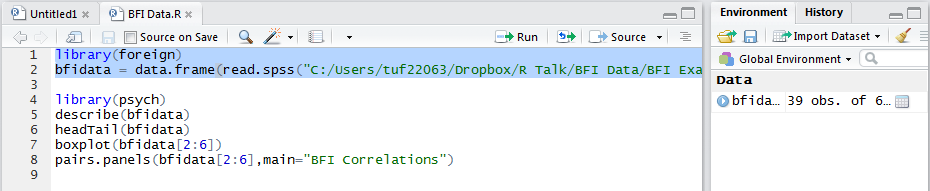 Untitled1 × BFI Data.R ×
Source on Save Run Source
1 library(foreign)
2 bfidata = data.frame(read.spss("C:/Users/tuf22063/Dropbox/R Talk/BFI Data/BFI Exa
3
4 library(psych)
5 describe(bfidata)
6 headTail(bfidata)
7 boxplot(bfidata[2:6])
8 pairs.panels(bfidata[2:6],main="BFI Correlations")
9
Environment History
Import Dataset
Global Environment
Data
bfida… 39 obs. of 6…